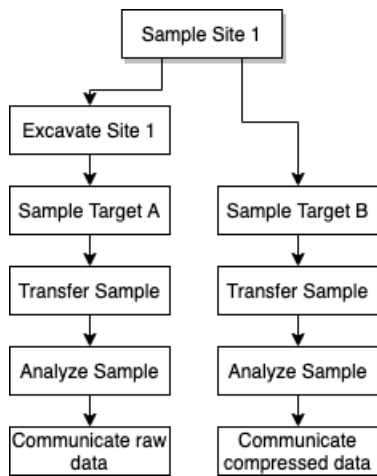 Sample Site 1
Excavate Site 1
Sample Target A
Sample Target B
Transfer Sample
Transfer Sample
Analyze Sample
Analyze Sample
Communicate raw
data
Communicate
compressed data